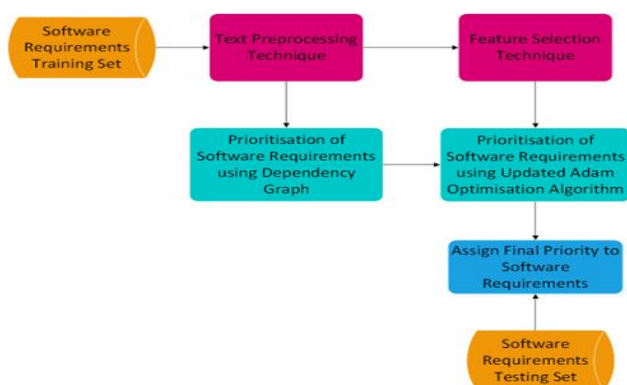 Software
Requirements
Training Set
Text Preprocessing
Technique
Feature Selection
Technique
Prioritisation of
Software Requirements
using Dependency
Graph
Prioritisation of
Software Requirements
using Updated Adam
Optimisation Algorithm
Assign Final Priority to
Software
Requirements
Software
Requirements
Testing Set